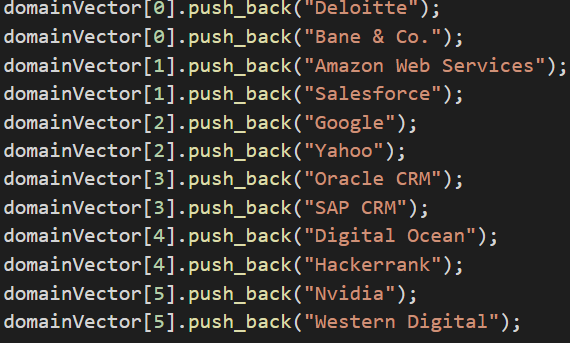 domainVector[0].push_back("Deloitte");
domainVector[0].push_back("Bane & Co.");
domainVector[1].push_back("Amazon Web Services");
domainVector[1].push_back("Salesforce");
domainVector[2].push_back("Google");
domainVector[2].push_back("Yahoo");
domainVector[3].push_back("Oracle CRM");
domainVector[3].push_back("SAP CRM");
domainVector[4].push_back("Digital Ocean");
domainVector[4].push_back("Hackerrank");
domainVector[5].push_back("Nvidia");
domainVector[5].push_back("Western Digital");